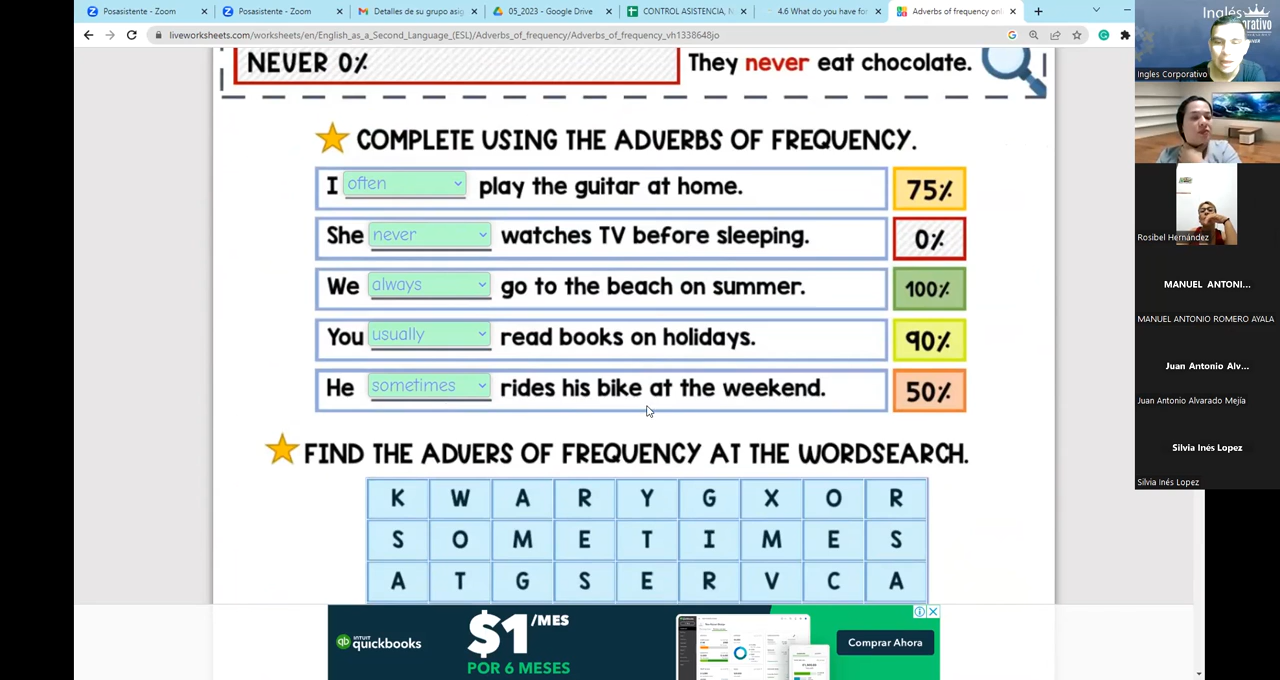 Posasistente - Zoom
Posasistente - Zoom
Detalles de su grupo asig
05_2023 - Google Drive
CONTROL ASISTENCIA, N
4.6 What do you have for
Adverbs of frequency onl
liveworksheets.com/worksheets/en/English_as_a_Second_Language_(ESL)/Adverbs_of_frequency/Adverbs_of_frequency_vh1338648jo
NEVER 0%
They never eat chocolate.
COMPLETE USING THE ADVERBS OF FREQUENCY.
I often play the guitar at home. 75%
She never watches TV before sleeping. 0%
We always go to the beach on summer. 100%
You usually read books on holidays. 90%
He sometimes rides his bike at the weekend. 50%
FIND THE ADVERS OF FREQUENCY AT THE WORDSEARCH.
K W A R Y G X O R
S O M E T I M E S
A T G S E R V C A
INTUIT
quickbooks
$1/MES
POR 6 MESES
Comprar Ahora
Inglés
Ingles Corporativo
Rosibel Hernández
MANUEL ANTONI...
MANUEL ANTONIO ROMERO AYALA
Juan Antonio Alv...
Juan Antonio Alvarado Mejía
Silvia Inés Lopez
Silvia Inés Lopez